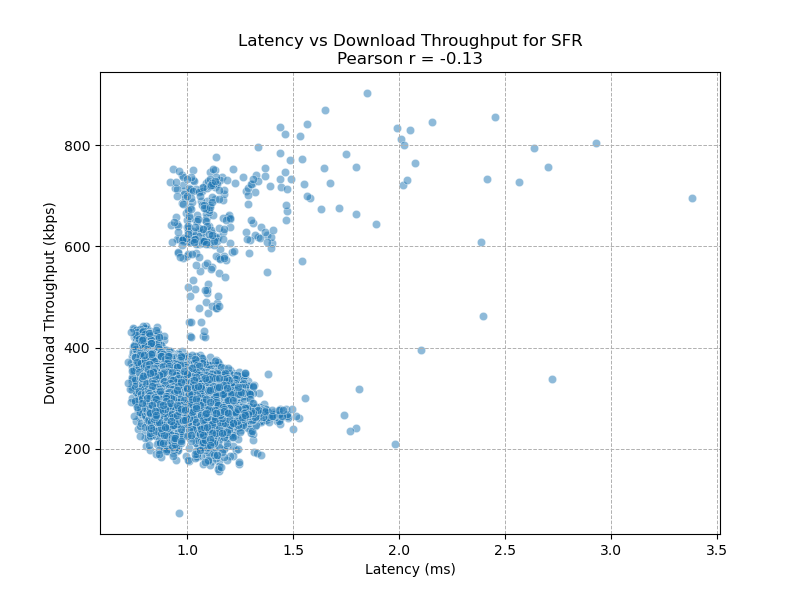 Latency vs Download Throughput for SFR
Pearson r = -0.13
Download Throughput (kbps)
800
600
400
200
1.0 1.5 2.0 2.5 3.0 3.5
Latency (ms)